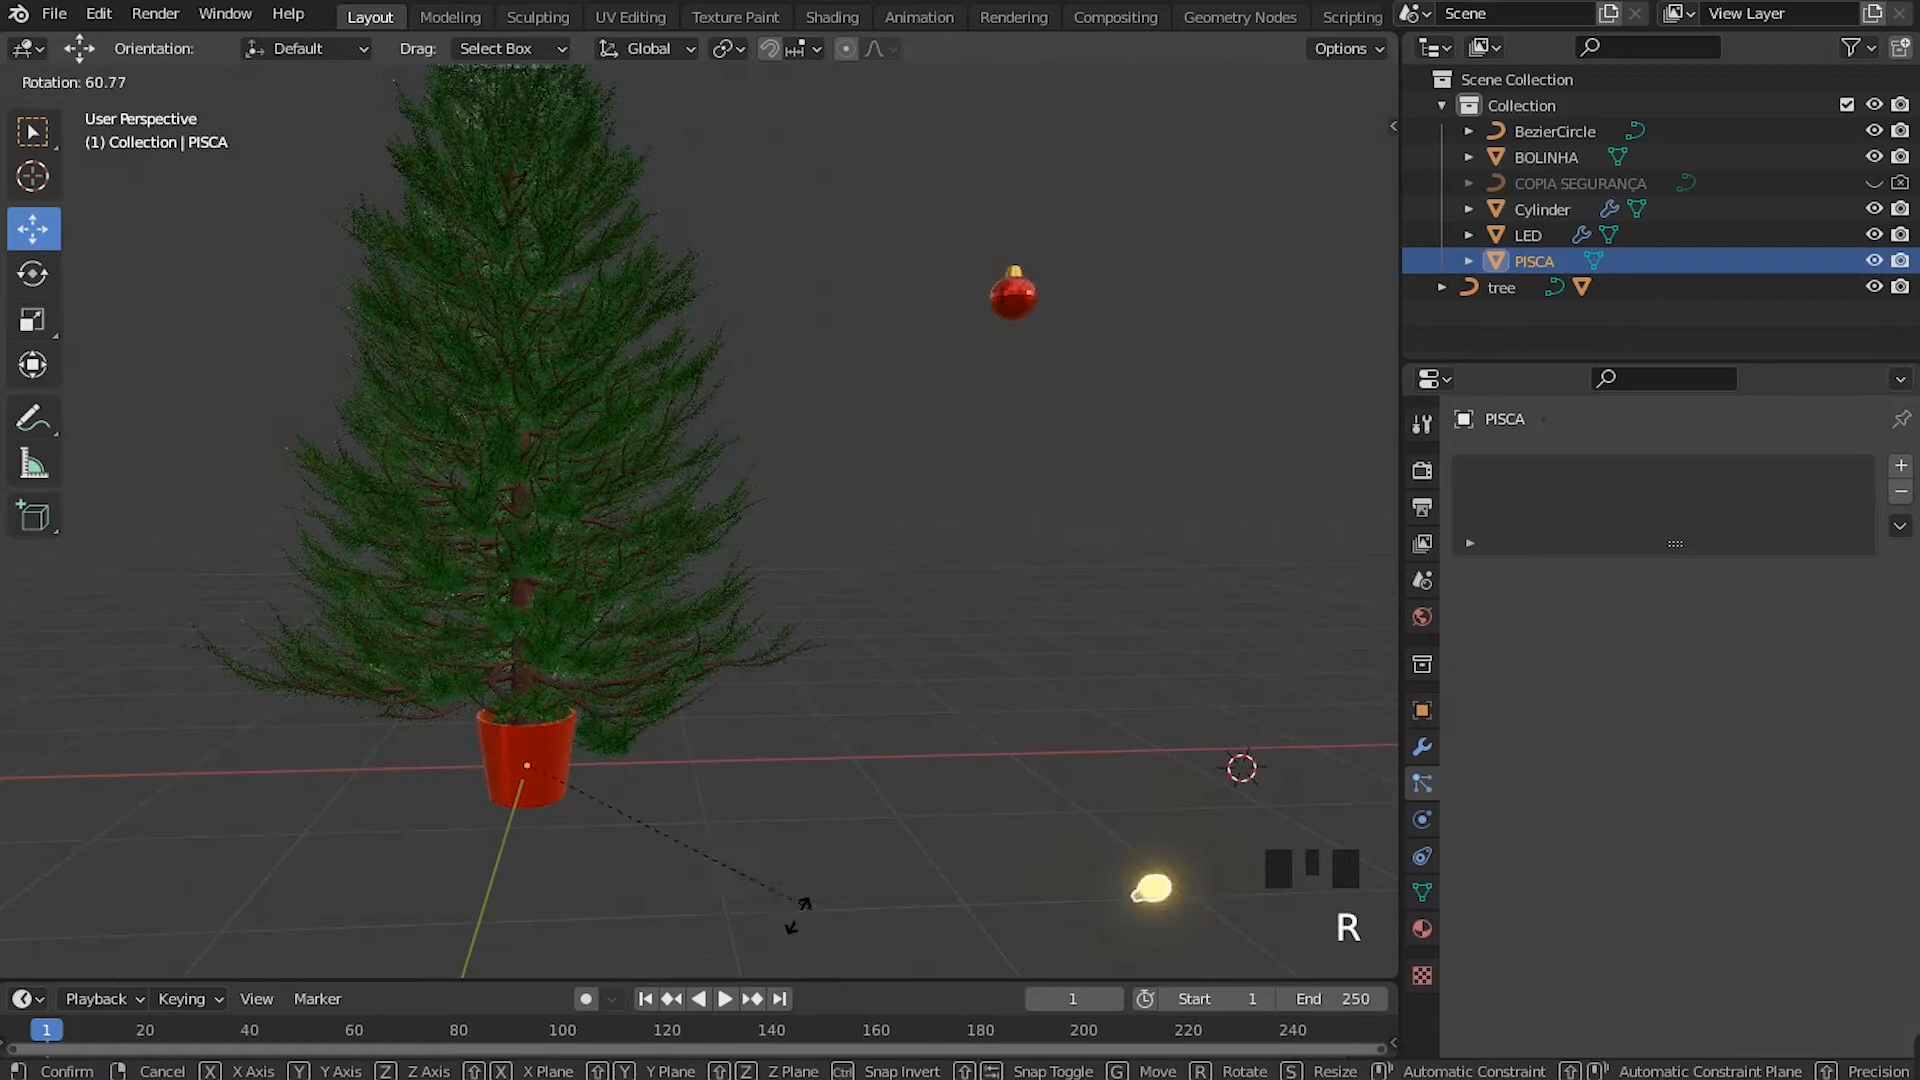 File Edit Render Window Help Layout Modeling Sculpting UV Editing Texture Paint Shading Animation Rendering Compositing Geometry Nodes Scripting Scene View Layer
Orientation: Default Drag: Select Box Global Options
Rotation: 60.77
User Perspective
(1) Collection | PISCA
Scene Collection
Collection
BezierCircle
BOLINHA
COPIA SEGURANÇA
Cylinder
LED
PISCA
tree
PISCA
R
Playback Keying View Marker 1 Start 1 End 250
1 20 40 60 80 100 120 140 160 180 200 220 240
Confirm Cancel X X Axis Y Y Axis Z Z Axis X X Plane Y Y Plane Z Z Plane Ctrl Snap Invert Snap Toggle G Move R Rotate S Resize Automatic Constraint Automatic Constraint Plane Precision